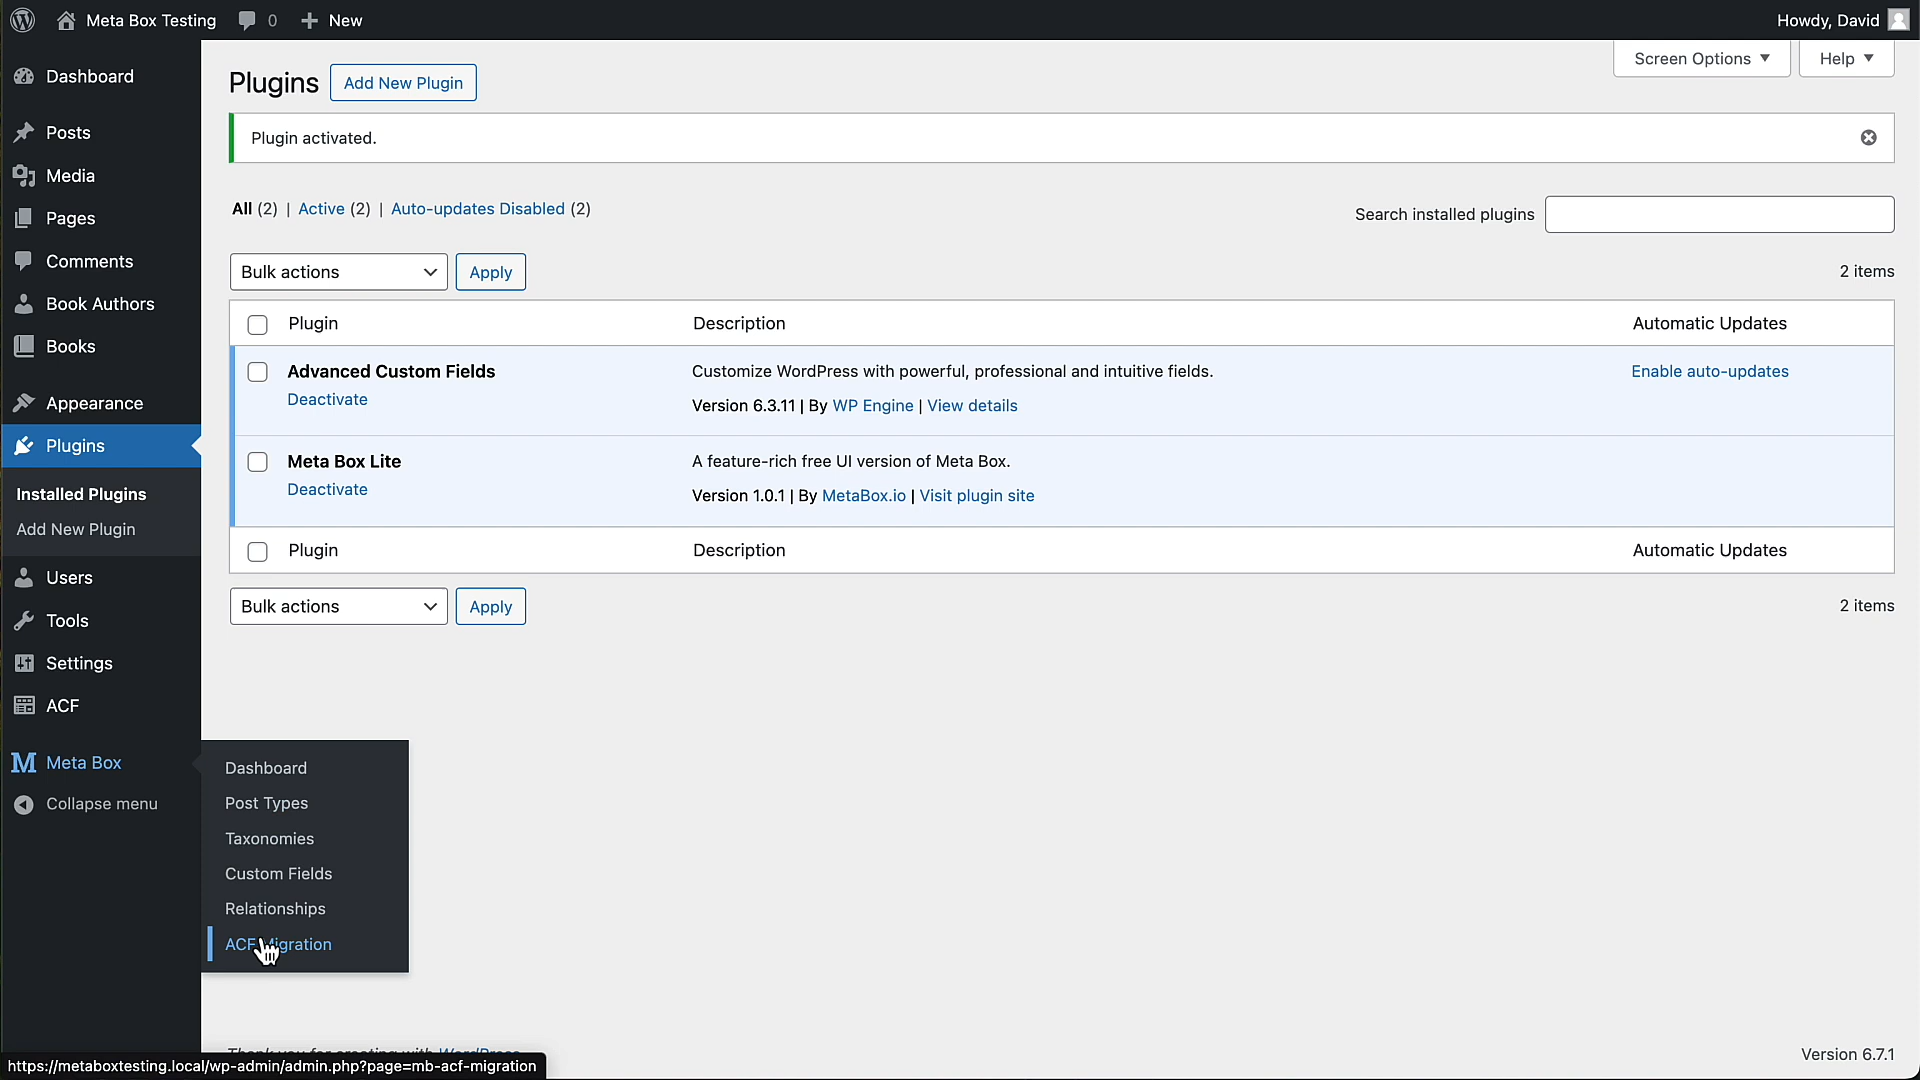 Meta Box Testing 0 New Howdy, David
Screen Options Help
Dashboard
Posts
Media
Pages
Comments
Book Authors
Books
Appearance
Plugins
Installed Plugins
Add New Plugin
Users
Tools
Settings
ACF
Meta Box
Collapse menu
Plugins Add New Plugin
Plugin activated.
All (2) | Active (2) | Auto-updates Disabled (2)
Search installed plugins
Bulk actions Apply 2 items
Plugin Description Automatic Updates
Advanced Custom Fields Customize WordPress with powerful, professional and intuitive fields. Enable auto-updates
Deactivate Version 6.3.11 | By WP Engine | View details
Meta Box Lite A feature-rich free UI version of Meta Box.
Deactivate Version 1.0.1 | By MetaBox.io | Visit plugin site
Plugin Description Automatic Updates
Bulk actions Apply 2 items
Dashboard
Post Types
Taxonomies
Custom Fields
Relationships
ACF Migration
Thank you for creating with WordPress
Version 6.7.1
https://metaboxtesting.local/wp-admin/admin.php?page=mb-acf-migration